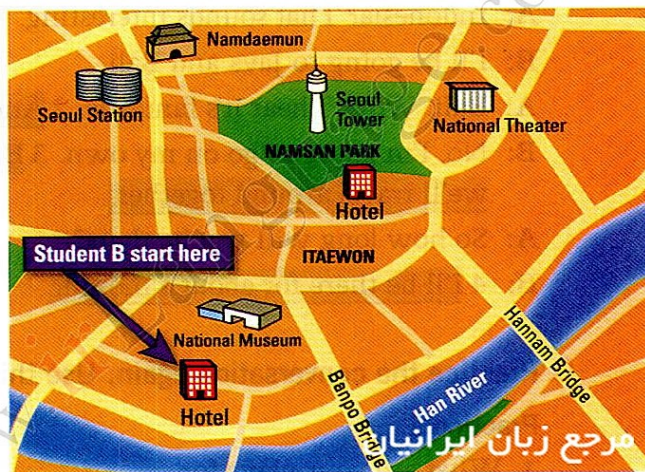 Namdaemun
Seoul Station
Seoul
Tower
National Theater
NAMSAN PARK
Hotel
Student B start here
ITAEWON
National Museum
Hotel
Banpo Bridge
Han River
Hannam Bridge
مرجع زبان ایرانیان